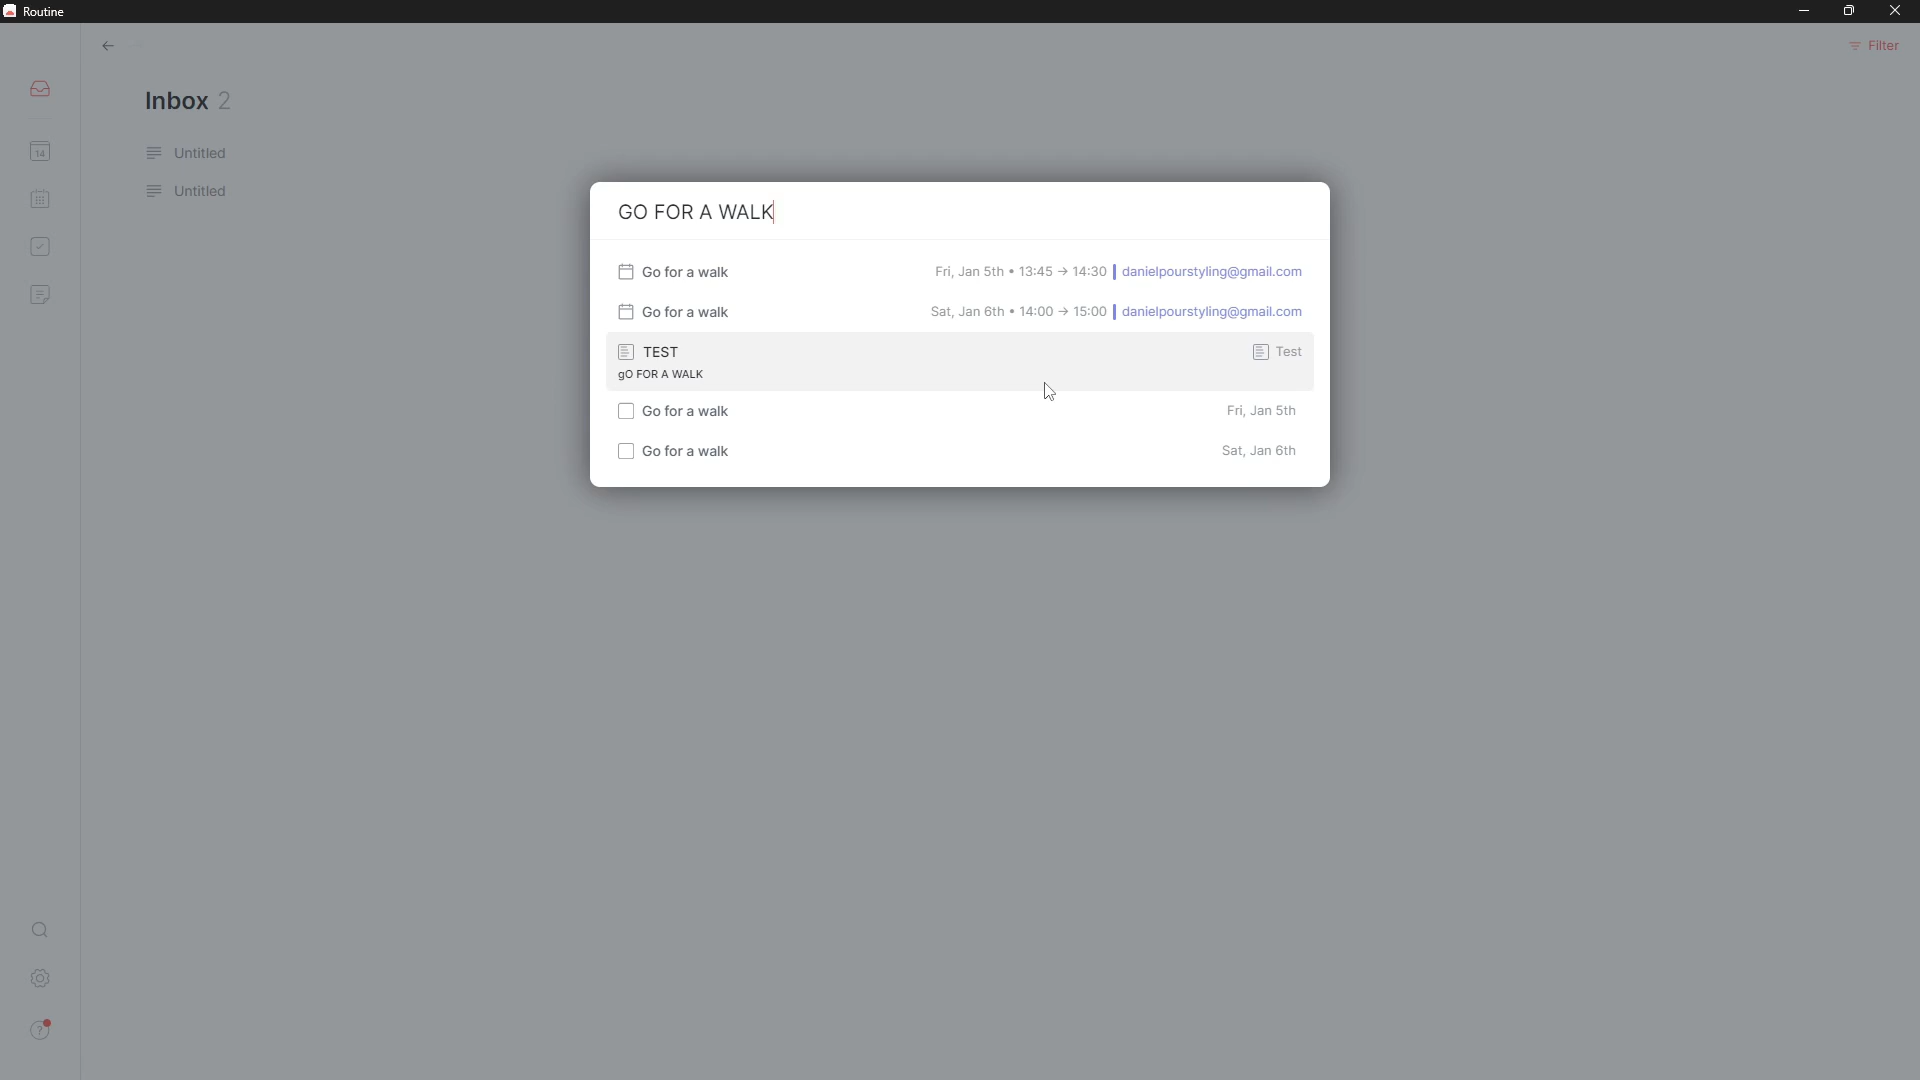 Routine
Filter
Inbox 2
14
Untitled
Untitled
GO FOR A WALK
Go for a walk Fri, Jan 5th • 13:45 → 14:30 danielpourstyling@gmail.com
Go for a walk Sat, Jan 6th • 14:00 → 15:00 danielpourstyling@gmail.com
TEST Test
gO FOR A WALK
Go for a walk Fri, Jan 5th
Go for a walk Sat, Jan 6th
?